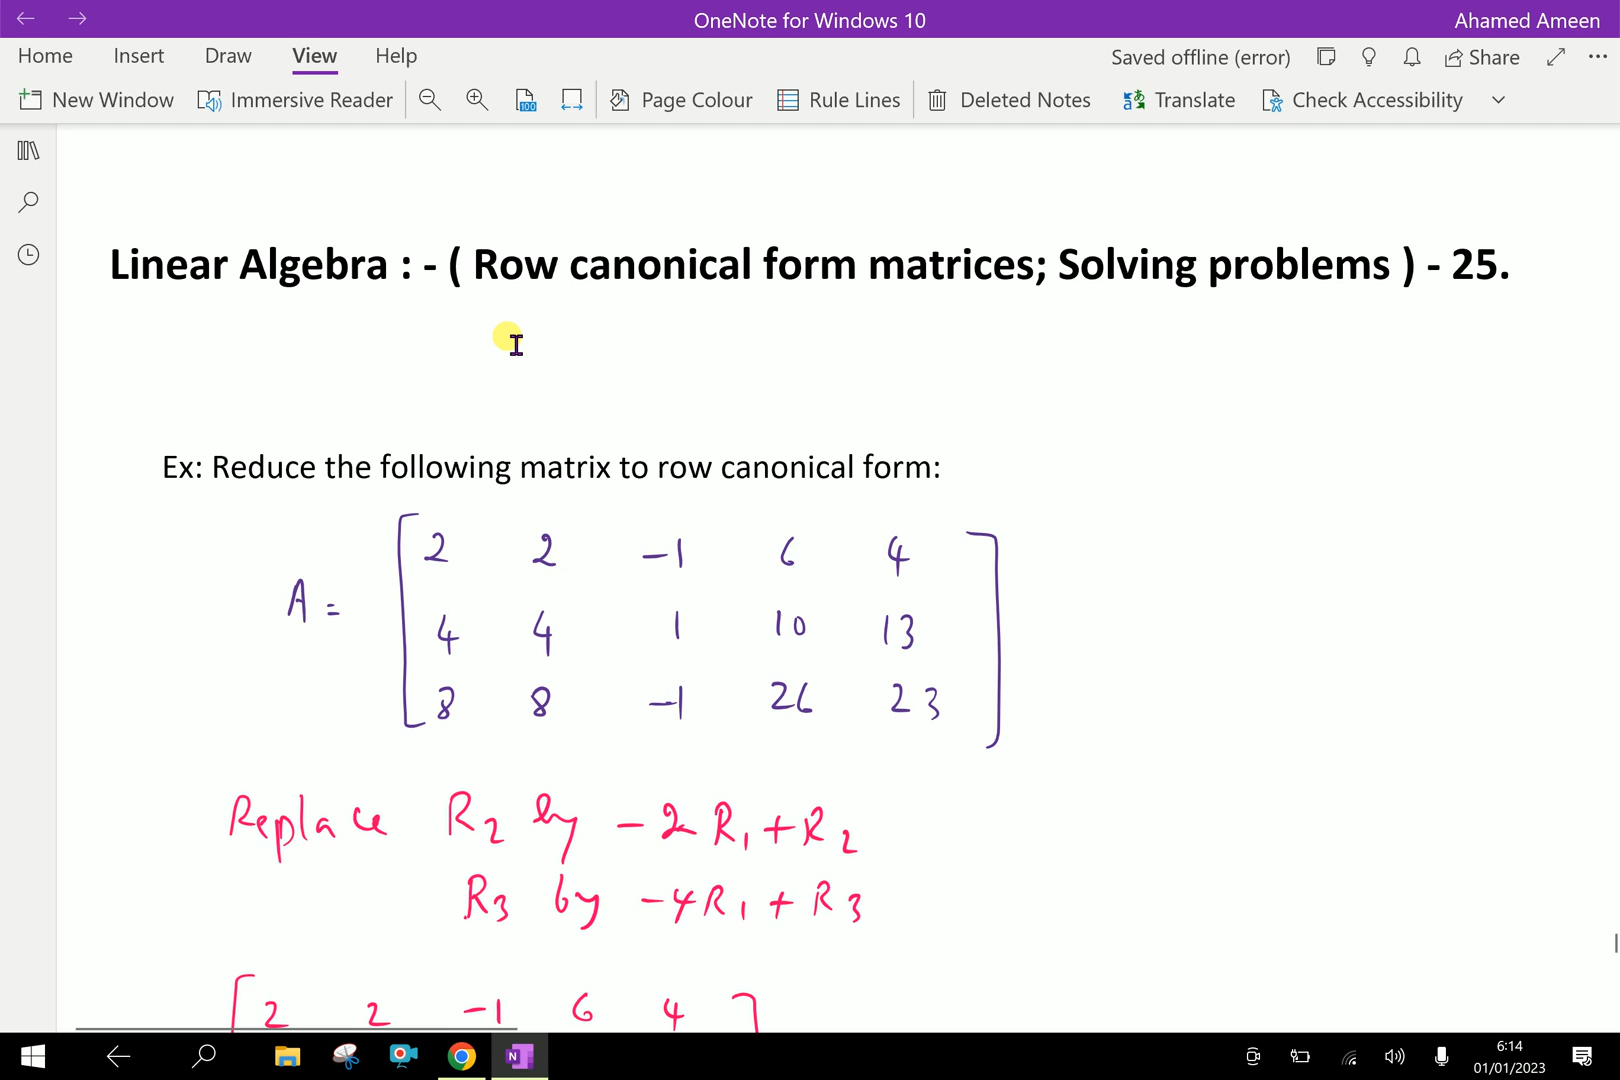 OneNote for Windows 10
Ahamed Ameen
Home Insert Draw View Help
Saved offline (error) Share
New Window Immersive Reader 100 Page Colour Rule Lines Deleted Notes Translate Check Accessibility
Linear Algebra : - ( Row canonical form matrices; Solving problems ) - 25.
Ex: Reduce the following matrix to row canonical form:
2 2 -1 6 4
A =
4 4 1 10 13
8 8 -1 26 23
Replace R2 by -2R1+R2
R3 by -4R1+R3
2 2 -1 6 4
N
6:14
01/01/2023